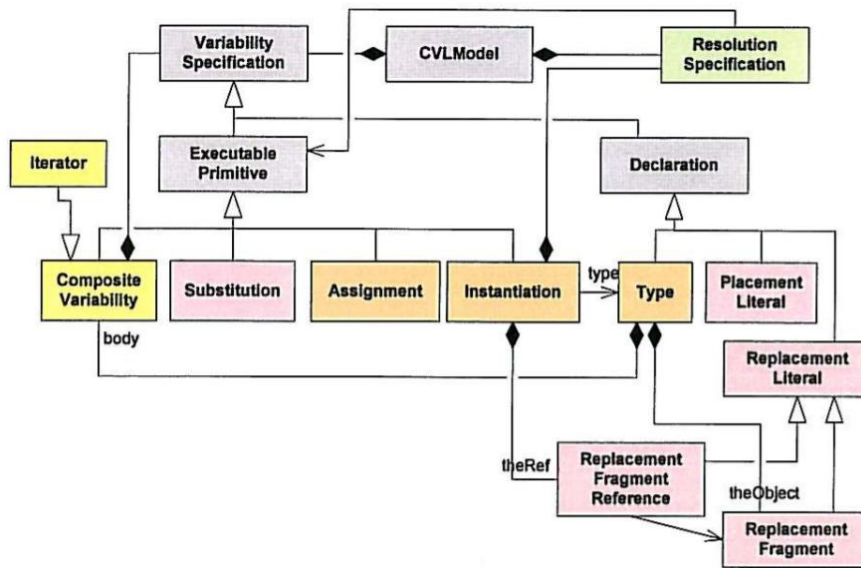 Variability
Specification
CVLModel
Resolution
Specification
Iterator
Executable
Primitive
Declaration
Composite
Variability
Substitution
Assignment
Instantiation
type
Type
Placement
Literal
body
Replacement
Literal
theRef
Replacement
Fragment
Reference
theObject
Replacement
Fragment